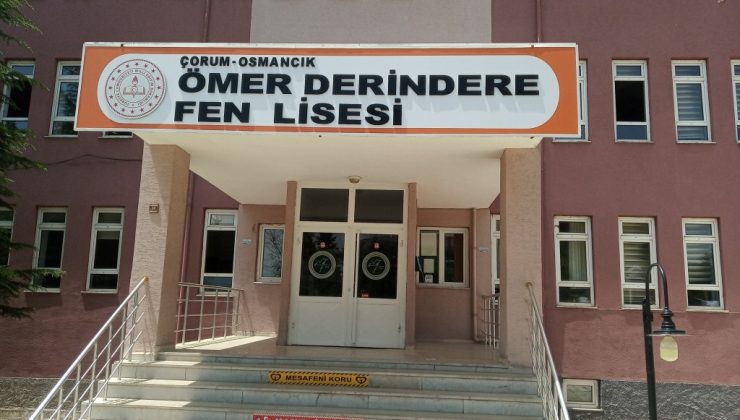 ÇORUM-OSMANCIK
ÖMER DERİNDERE
FEN LİSESİ
MESAFENİ KORU